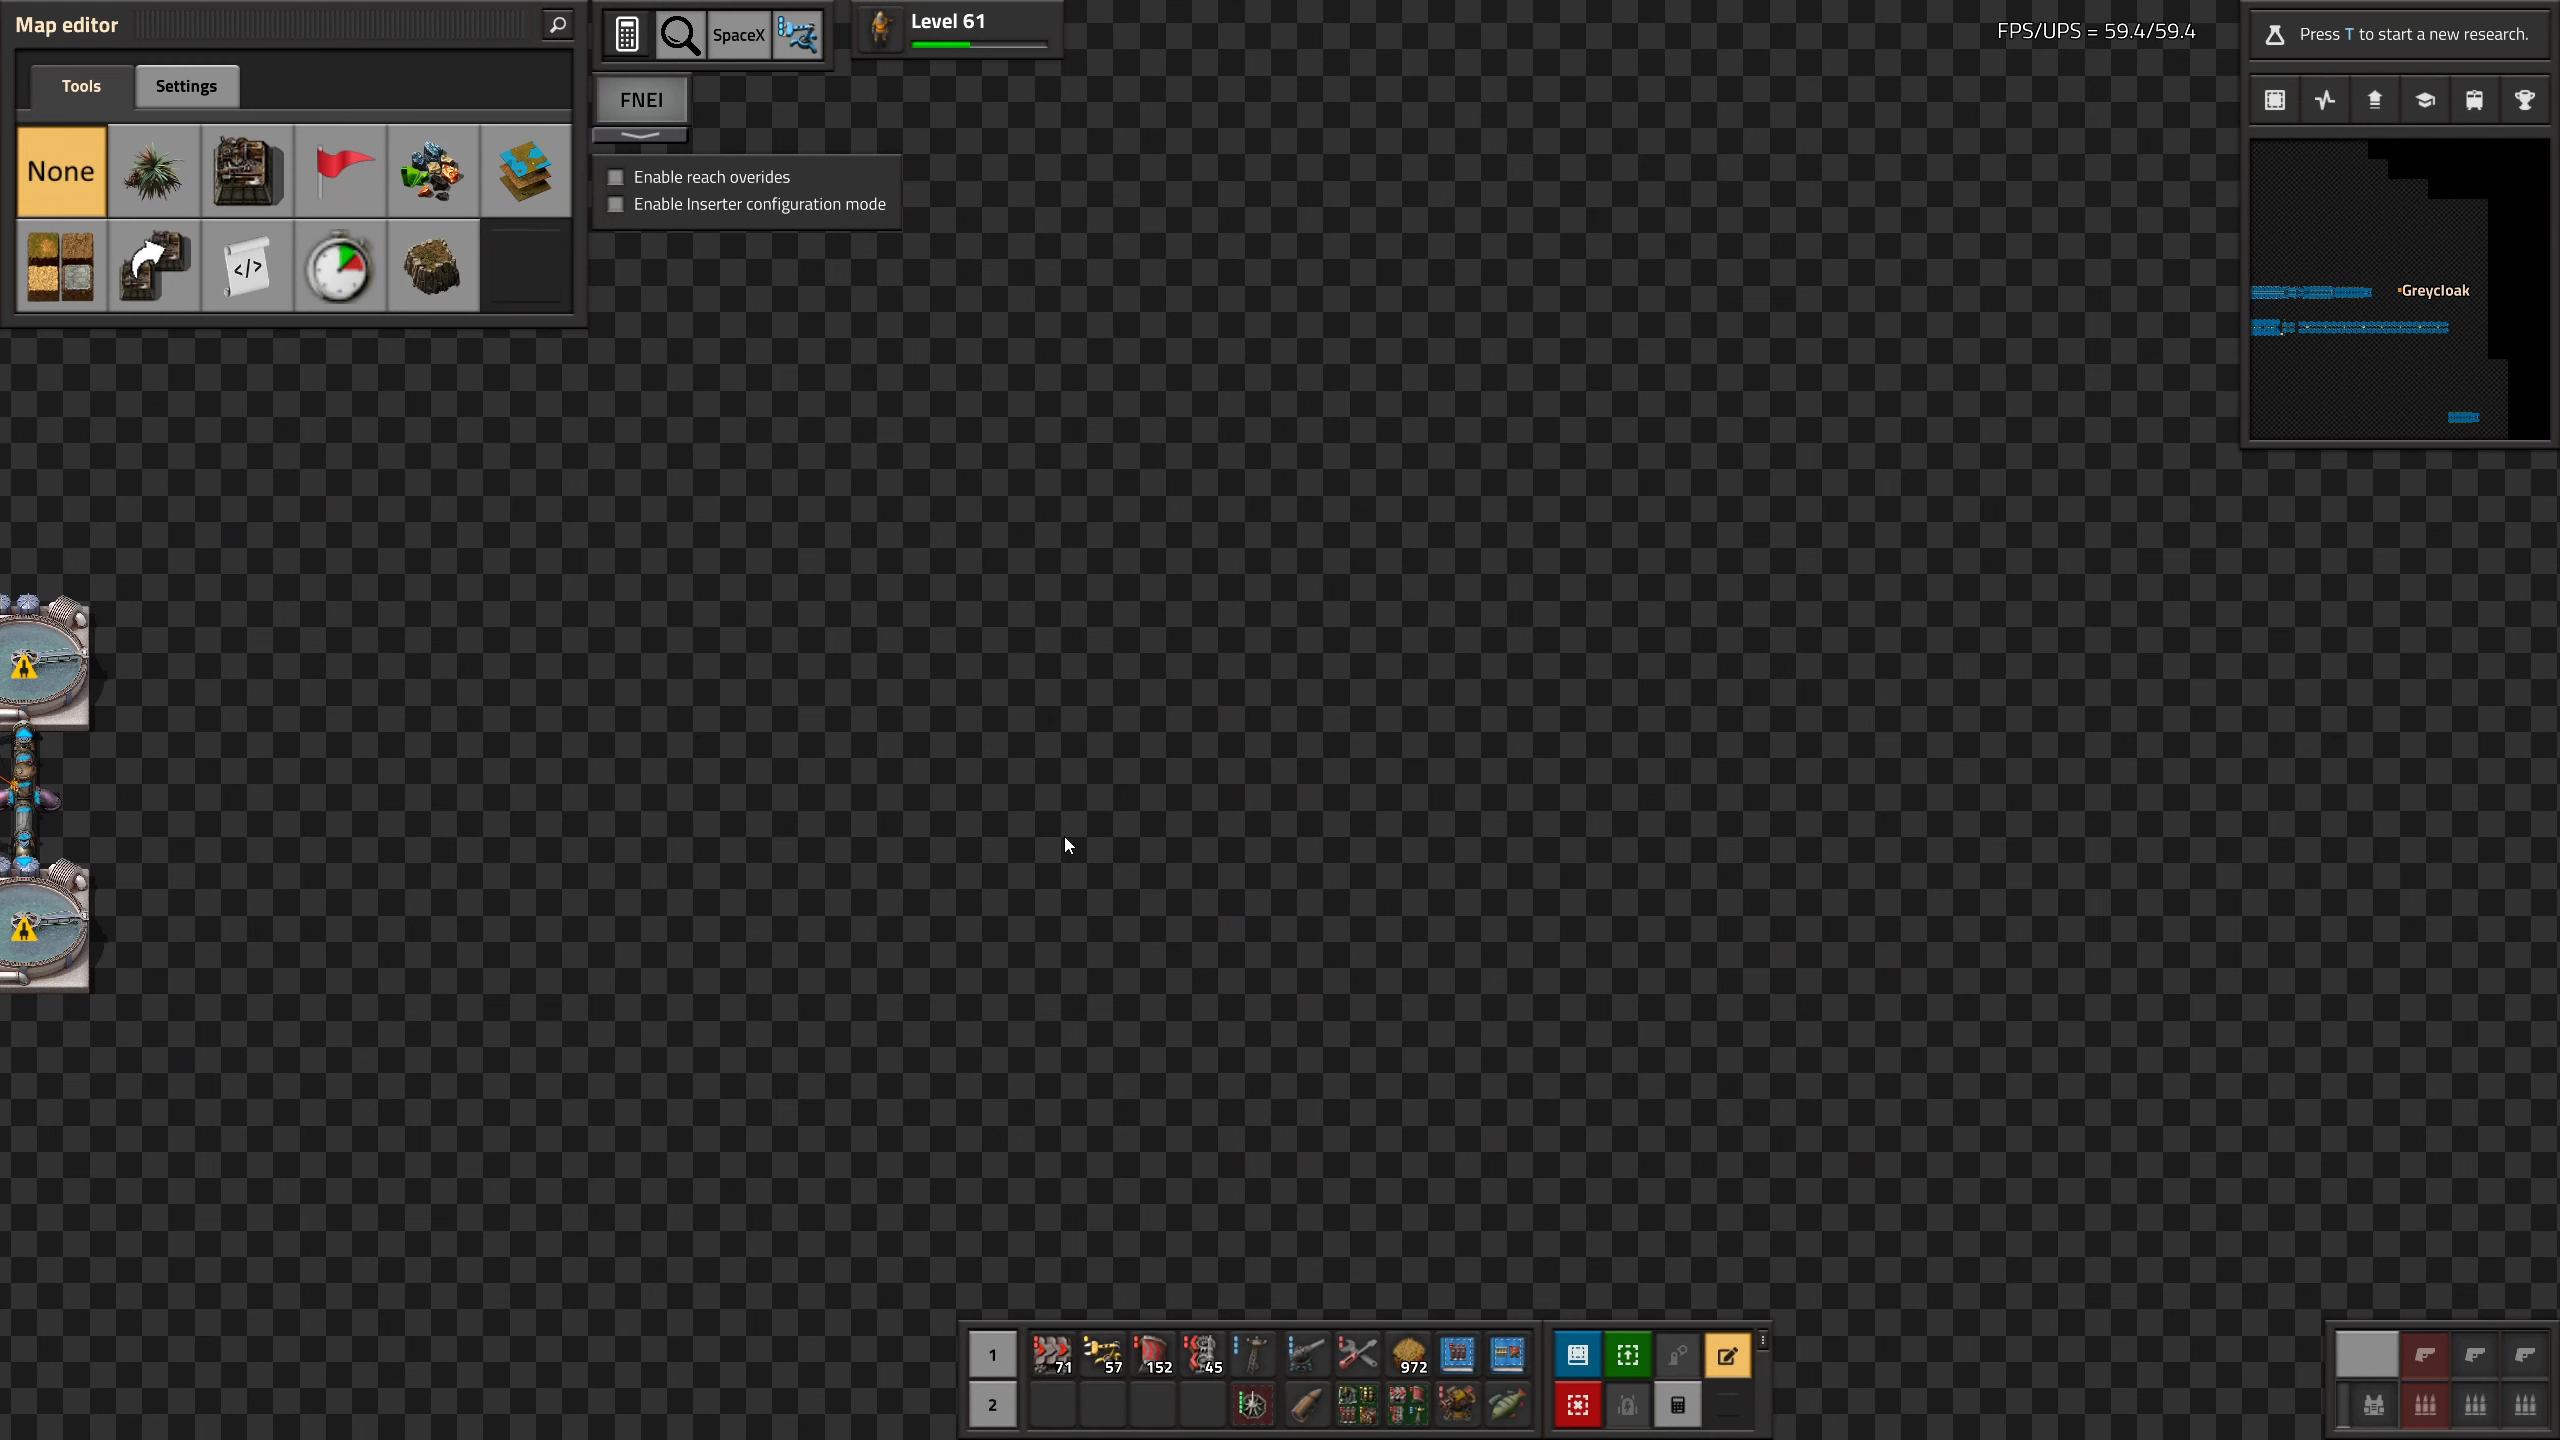 Map editor
Tools
Settings
None
</>
SpaceX
Level 61
FNEI
Enable reach overides
Enable Inserter configuration mode
FPS/UPS = 59.4/59.4
Press T to start a new research.
Greycloak
1
71
57
152
45
972
2